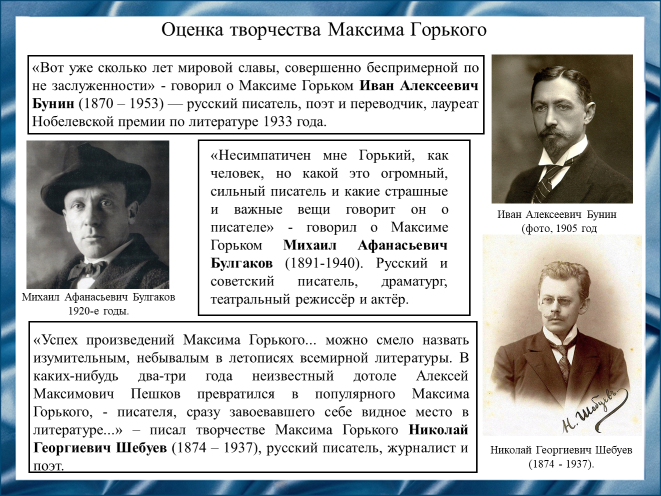 Оценка творчества Максима Горького
«Вот уже сколько лет мировой славы, совершенно беспримерной по
не заслуженности» - говорил о Максиме Горьком Иван Алексеевич
Бунин (1870 – 1953) — русский писатель, поэт и переводчик, лауреат
Нобелевской премии по литературе 1933 года.
Иван Алексеевич Бунин
(фото, 1905 год
«Несимпатичен мне Горький, как
человек, но какой это огромный,
сильный писатель и какие страшные
и важные вещи говорит он о
писателе» - говорил о Максиме
Горьком Михаил Афанасьевич
Булгаков (1891-1940). Русский и
советский писатель, драматург,
театральный режиссёр и актёр.
Михаил Афанасьевич Булгаков
1920-е годы.
«Успех произведений Максима Горького... можно смело назвать
изумительным, небывалым в летописях всемирной литературы. В
каких-нибудь два-три года неизвестный дотоле Алексей
Максимович Пешков превратился в популярного Максима
Горького, - писателя, сразу завоевавшего себе видное место в
литературе...» – писал творчестве Максима Горького Николай
Георгиевич Шебуев (1874 – 1937), русский писатель, журналист и
поэт.
Н. Шебуев
Николай Георгиевич Шебуев
(1874 - 1937).